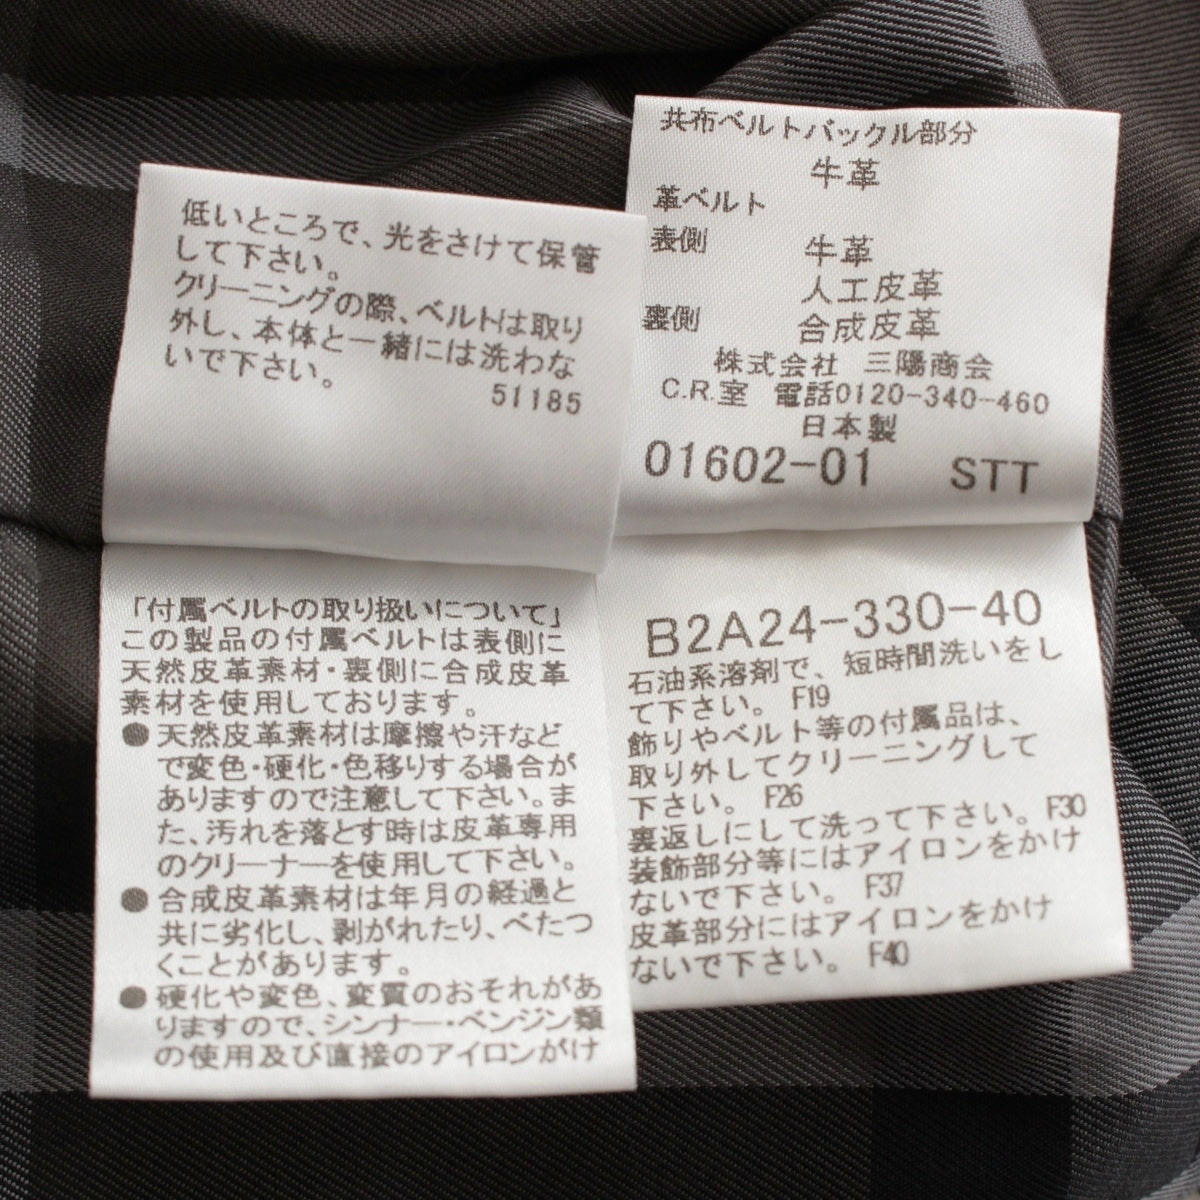 低いところで、光をさけて保管
して下さい。
クリーニングの際、ベルトは取り
外し、本体と一緒には洗わな
いで下さい。
51185
共布ベルトバックル部分
牛革
革ベルト
表側 牛革
人工皮革
裏側 合成皮革
株式会社 三陽商会
C.R.室 電話0120-340-460
日本製
01602-01 STT
「付属ベルトの取り扱いについて」
この製品の付属ベルトは表側に
天然皮革素材・裏側に合成皮革
素材を使用しております。
●天然皮革素材は摩擦や汗など
で変色・硬化・色移りする場合が
ありますので注意して下さい。ま
た、汚れを落とす時は皮革専用
のクリーナーを使用して下さい。
●合成皮革素材は年月の経過と
共に劣化し、剥がれたり、べたつ
くことがあります。
●硬化や変色、変質のおそれがあ
りますので、シンナー・ベンジン類
の使用及び直接のアイロンがけ
B2A24-330-40
石油系溶剤で、短時間洗いをし
て下さい。 F19
飾りやベルト等の付属品は、
取り外してクリーニングして
下さい。 F26
裏返しにして洗って下さい。F30
装飾部分等にはアイロンをかけ
ないで下さい。 F37
皮革部分にはアイロンをかけ
ないで下さい。 F40